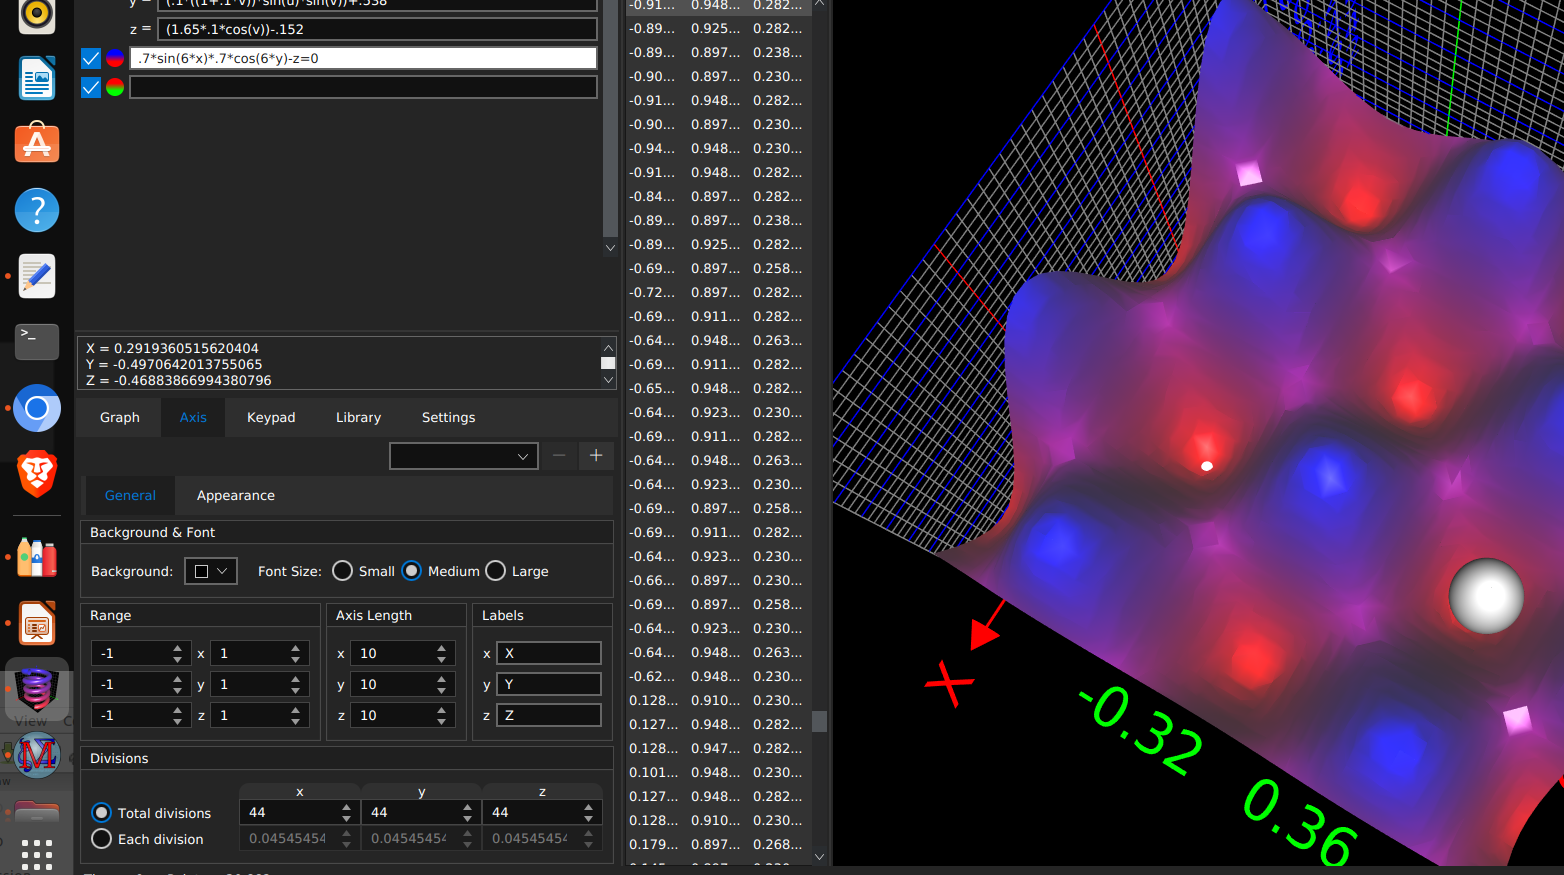 y = (.1*((1+.1*v))*sin(u)*sin(v))+.538
z = (1.65*.1*cos(v))-.152
.7*sin(6*x)*.7*cos(6*y)-z=0
X = 0.2919360515620404
Y = -0.4970642013755065
Z = -0.46883866994380796
Graph Axis Keypad Library Settings
General Appearance
Background & Font
Background: Font Size: Small Medium Large
Range Axis Length Labels
-1 x 1 x 10 x X
-1 y 1 y 10 y Y
-1 z 1 z 10 z Z
Divisions
x y z
Total divisions 44 44 44
Each division 0.04545454 0.04545454 0.04545454
-0.91... 0.948... 0.282...
-0.89... 0.925... 0.282...
-0.89... 0.897... 0.238...
-0.90... 0.897... 0.230...
-0.91... 0.948... 0.282...
-0.90... 0.897... 0.230...
-0.94... 0.948... 0.230...
-0.91... 0.948... 0.282...
-0.84... 0.897... 0.282...
-0.89... 0.897... 0.238...
-0.89... 0.925... 0.282...
-0.69... 0.897... 0.258...
-0.72... 0.897... 0.282...
-0.69... 0.911... 0.282...
-0.64... 0.948... 0.263...
-0.69... 0.911... 0.282...
-0.65... 0.948... 0.282...
-0.64... 0.923... 0.230...
-0.69... 0.911... 0.282...
-0.64... 0.948... 0.263...
-0.64... 0.923... 0.230...
-0.69... 0.897... 0.258...
-0.69... 0.911... 0.282...
-0.64... 0.923... 0.230...
-0.66... 0.897... 0.230...
-0.69... 0.897... 0.258...
-0.64... 0.923... 0.230...
-0.64... 0.948... 0.263...
-0.62... 0.948... 0.230...
0.128... 0.910... 0.230...
0.127... 0.948... 0.282...
0.128... 0.947... 0.282...
0.101... 0.948... 0.230...
0.127... 0.948... 0.282...
0.128... 0.910... 0.230...
0.179... 0.897... 0.268...
X
-0.32
0.36
View